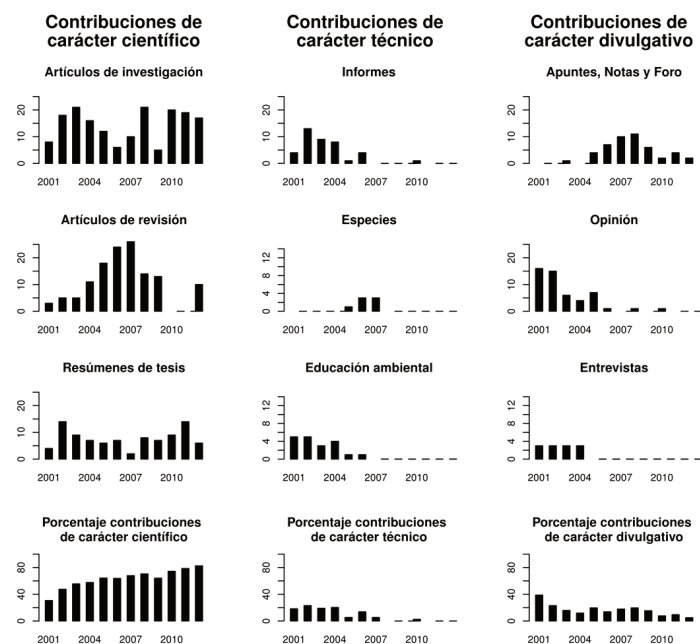 Contribuciones de
carácter científico
Contribuciones de
carácter técnico
Contribuciones de
carácter divulgativo
Artículos de investigación
0 10 20
2001 2004 2007 2010
Informes
0 10 20
2001 2004 2007 2010
Apuntes, Notas y Foro
0 10 20
2001 2004 2007 2010
Artículos de revisión
0 10 20
2001 2004 2007 2010
Especies
0 4 8 12
2001 2004 2007 2010
Opinión
0 10 20
2001 2004 2007 2010
Resúmenes de tesis
0 10 20
2001 2004 2007 2010
Educación ambiental
0 4 8 12
2001 2004 2007 2010
Entrevistas
0 4 8 12
2001 2004 2007 2010
Porcentaje contribuciones
de carácter científico
0 40 80
2001 2004 2007 2010
Porcentaje contribuciones
de carácter técnico
0 40 80
2001 2004 2007 2010
Porcentaje contribuciones
de carácter divulgativo
0 40 80
2001 2004 2007 2010